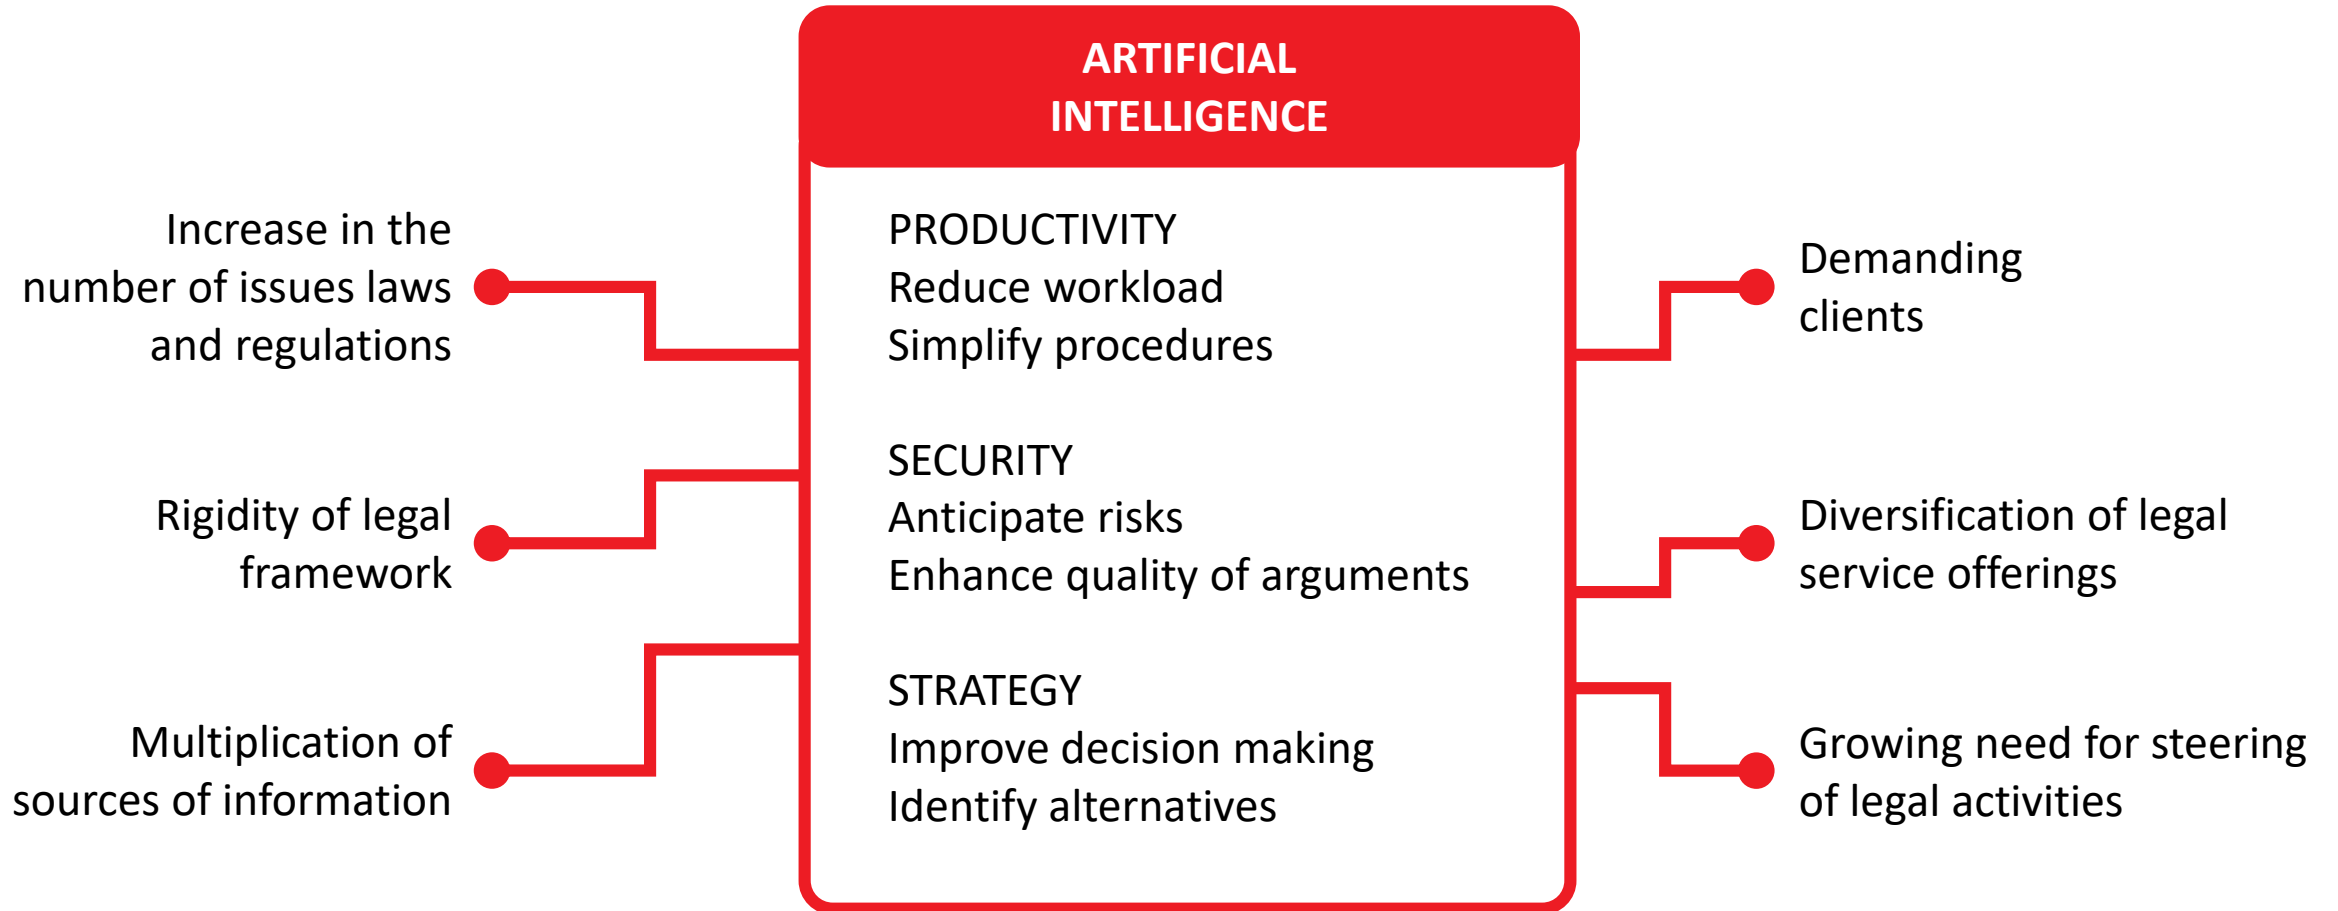 ARTIFICIAL
INTELLIGENCE
Increase in the
number of issues laws
and regulations
Rigidity of legal
framework
Multiplication of
sources of information
PRODUCTIVITY
Reduce workload
Simplify procedures
SECURITY
Anticipate risks
Enhance quality of arguments
STRATEGY
Improve decision making
Identify alternatives
Demanding
clients
Diversification of legal
service offerings
Growing need for steering
of legal activities